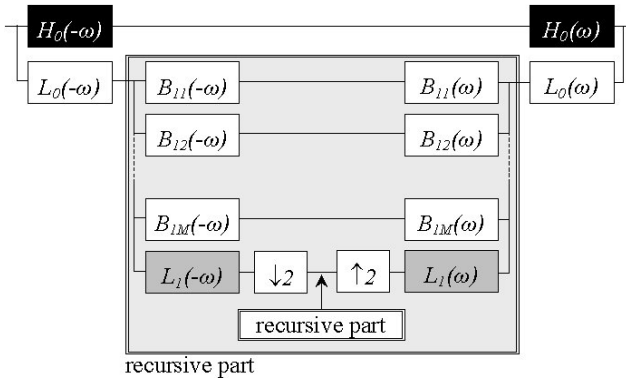 H₀(-ω) H₀(ω)
L₀(-ω) B₁₁(-ω) B₁₁(ω) L₀(ω)
B₁₂(-ω) B₁₂(ω)
B₁M(-ω) B₁M(ω)
L₁(-ω) ↓2 ↑2 L₁(ω)
recursive part
recursive part